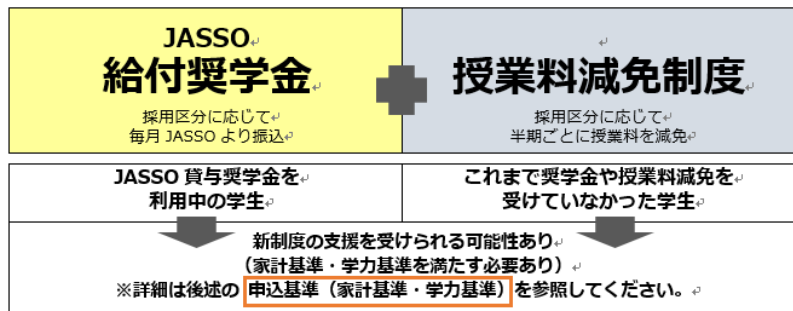 JASSO
給付奨学金
採用区分に応じて
毎月 JASSO より振込
授業料減免制度
採用区分に応じて
半期ごとに授業料を減免
JASSO 貸与奨学金を
利用中の学生
これまで奨学金や授業料減免を
受けていなかった学生
新制度の支援を受けられる可能性あり
（家計基準・学力基準を満たす必要あり）
※詳細は後述の 申込基準（家計基準・学力基準） を参照してください。